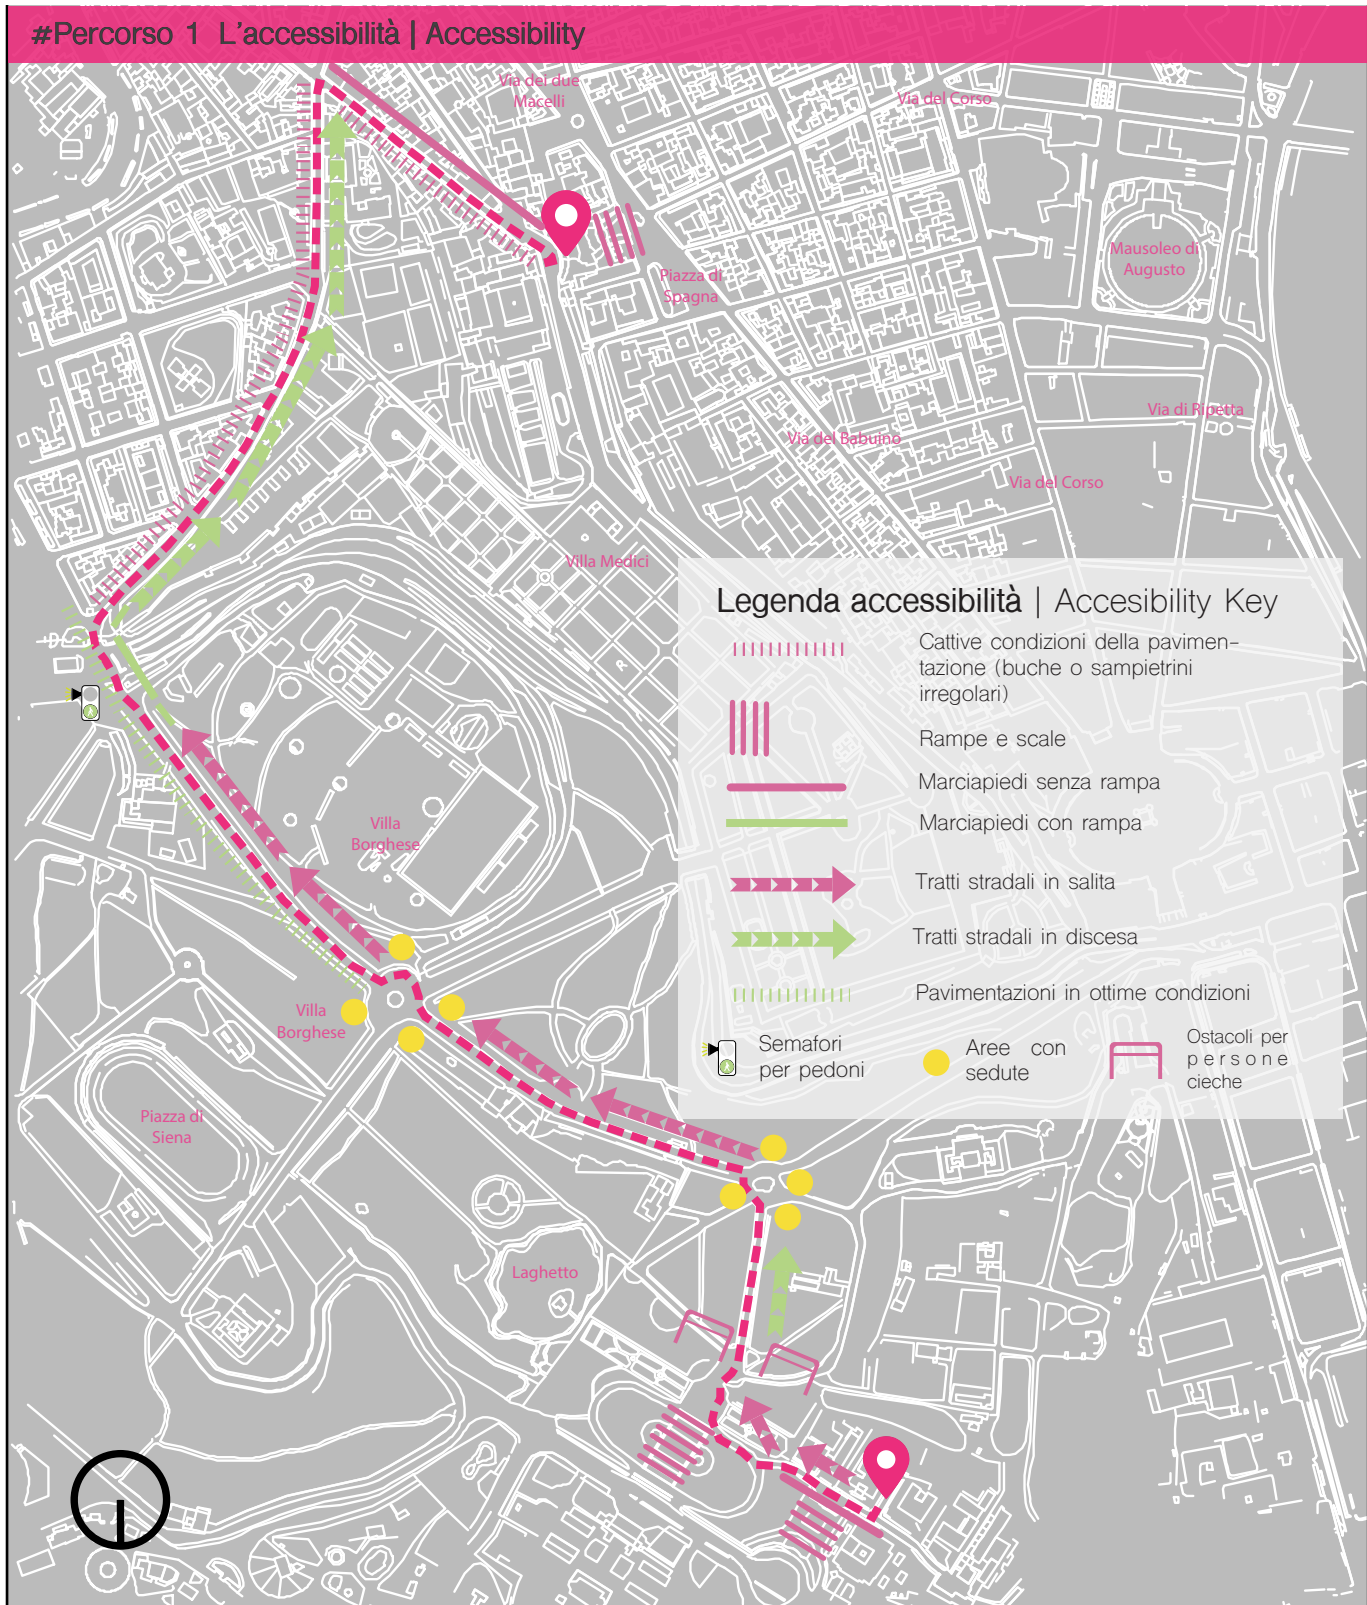 #Percorso 1 L'accessibilità | Accessibility
Via dei due
Macelli
Via del Corso
Mausoleo di
Augusto
Piazza di
Spagna
Via di Ripetta
Via del Babuino
Via del Corso
Villa Medici
Legenda accessibilità | Accesibility Key
Cattive condizioni della pavimen-
tazione (buche o sampietrini
irregolari)
Rampe e scale
Marciapiedi senza rampa
Marciapiedi con rampa
Tratti stradali in salita
Tratti stradali in discesa
Pavimentazioni in ottime condizioni
Semafori
per pedoni
Aree con
sedute
Ostacoli per
persone
cieche
Villa
Borghese
Villa
Borghese
Piazza di
Siena
Laghetto